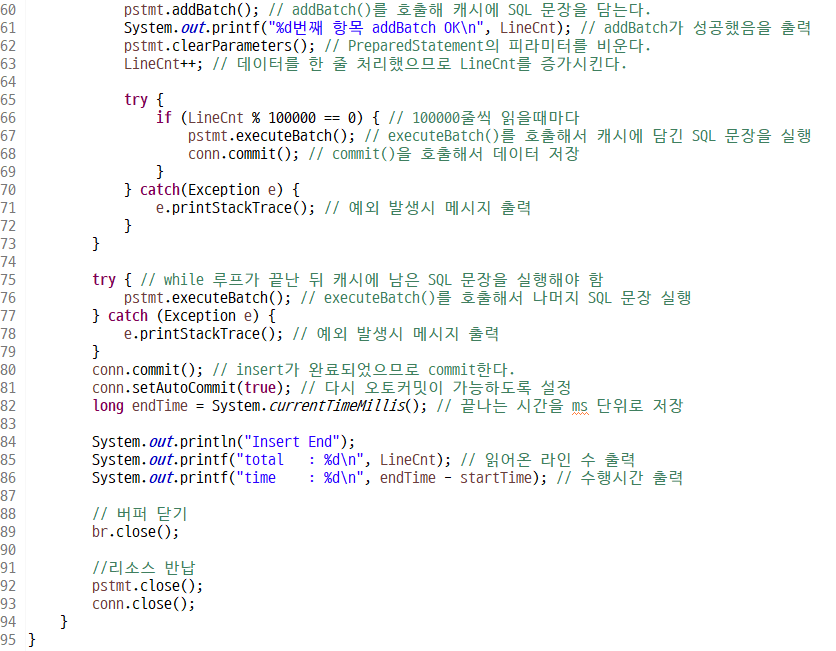 60 pstmt.addBatch(); // addBatch()를 호출해 캐시에 SQL 문장을 담는다.
61 System.out.printf("%d번째 항목 addBatch OK\n", LineCnt); // addBatch가 성공했음을 출력
62 pstmt.clearParameters(); // PreparedStatement의 피라미터를 비운다.
63 LineCnt++; // 데이터를 한 줄 처리했으므로 LineCnt를 증가시킨다.
64
65 try {
66 if (LineCnt % 100000 == 0) { // 100000줄씩 읽을때마다
67 pstmt.executeBatch(); // executeBatch()를 호출해서 캐시에 담긴 SQL 문장을 실행
68 conn.commit(); // commit()을 호출해서 데이터 저장
69 }
70 } catch(Exception e) {
71 e.printStackTrace(); // 예외 발생시 메시지 출력
72 }
73 }
74
75 try { // while 루프가 끝난 뒤 캐시에 남은 SQL 문장을 실행해야 함
76 pstmt.executeBatch(); // executeBatch()를 호출해서 나머지 SQL 문장 실행
77 } catch (Exception e) {
78 e.printStackTrace(); // 예외 발생시 메시지 출력
79 }
80 conn.commit(); // insert가 완료되었으므로 commit한다.
81 conn.setAutoCommit(true); // 다시 오토커밋이 가능하도록 설정
82 long endTime = System.currentTimeMillis(); // 끝나는 시간을 ms 단위로 저장
83
84 System.out.println("Insert End");
85 System.out.printf("total   : %d\n", LineCnt); // 읽어온 라인 수 출력
86 System.out.printf("time    : %d\n", endTime - startTime); // 수행시간 출력
87
88 // 버퍼 닫기
89 br.close();
90
91 //리소스 반납
92 pstmt.close();
93 conn.close();
94 }
95 }